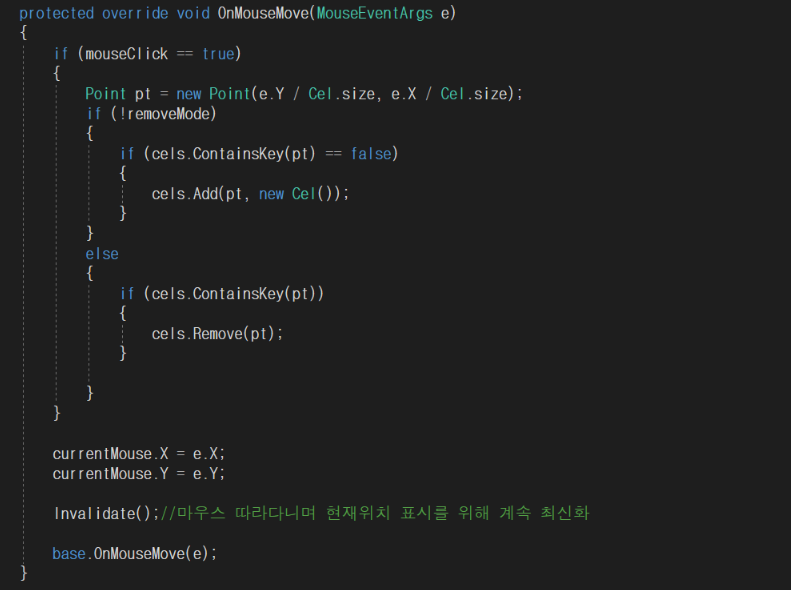 protected override void OnMouseMove(MouseEventArgs e)
{
if (mouseClick == true)
{
Point pt = new Point(e.Y / Cel.size, e.X / Cel.size);
if (!removeMode)
{
if (cels.ContainsKey(pt) == false)
{
cels.Add(pt, new Cel());
}
}
else
{
if (cels.ContainsKey(pt))
{
cels.Remove(pt);
}
}
}
currentMouse.X = e.X;
currentMouse.Y = e.Y;
Invalidate();//마우스 따라다니며 현재위치 표시를 위해 계속 최신화
base.OnMouseMove(e);
}